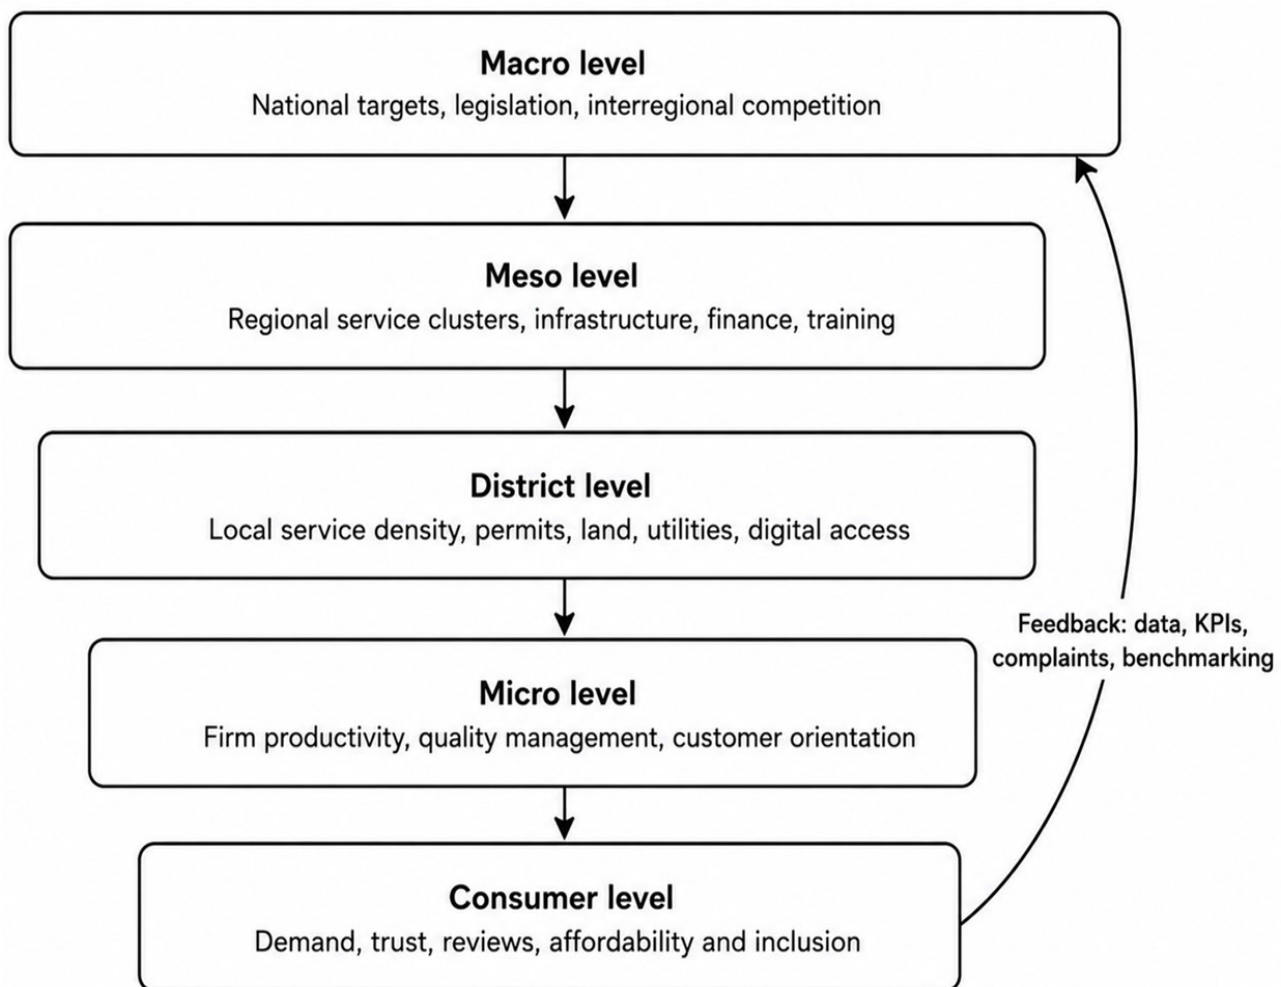 Macro level
National targets, legislation, interregional competition
Meso level
Regional service clusters, infrastructure, finance, training
District level
Local service density, permits, land, utilities, digital access
Feedback: data, KPIs,
complaints, benchmarking
Micro level
Firm productivity, quality management, customer orientation
Consumer level
Demand, trust, reviews, affordability and inclusion